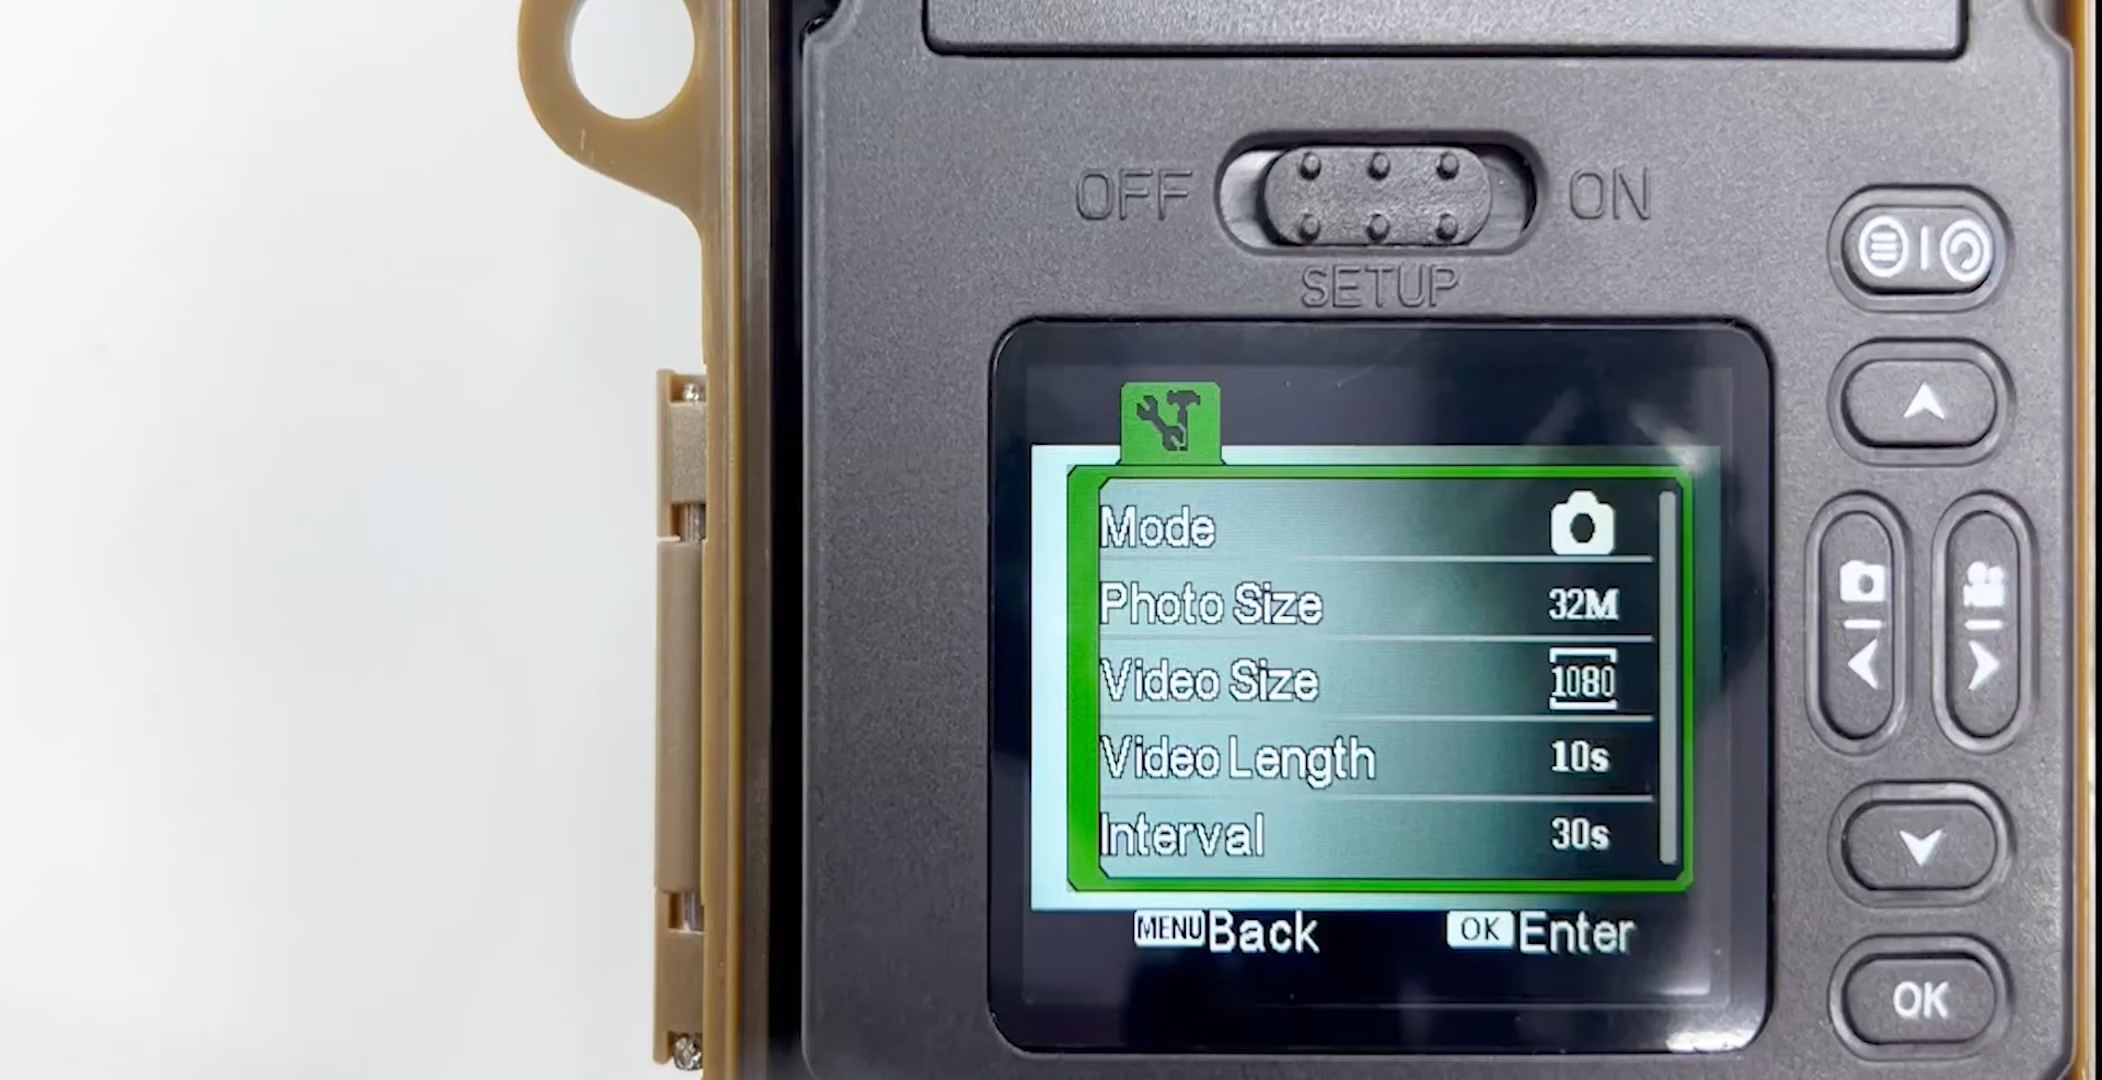 OFF ON
SETUP
Mode
Photo Size 32M
Video Size 1080
Video Length 10s
Interval 30s
MENU Back OK Enter
OK